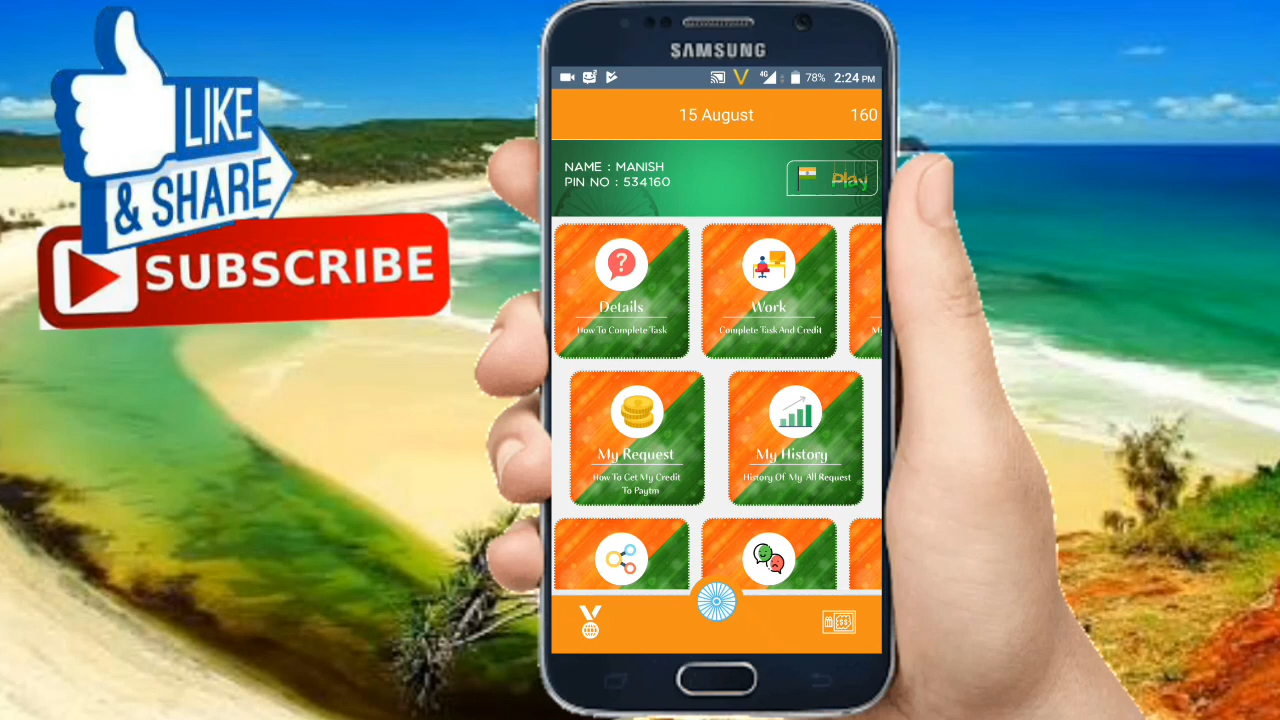 LIKE
& SHARE
SUBSCRIBE
SAMSUNG
4G 78% 2:24 PM
15 August 160
NAME : MANISH
PIN NO : 534160
Play
Details
How To Complete Task
Work
Complete Task And Credit
My Request
How To Get My Credit
To Paytm
My History
History Of My All Request